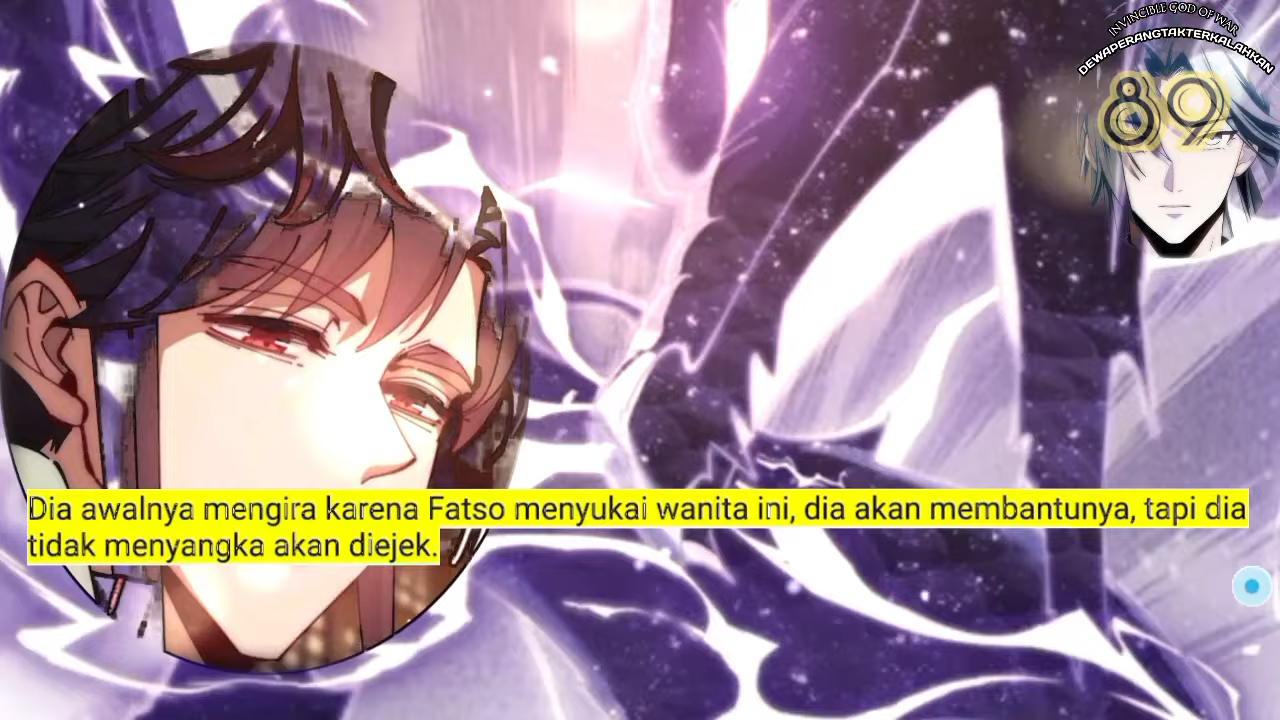 INVINCIBLE GOD OF WAR
DEWAPERANGTAKTERKALAHKAN
89
Dia awalnya mengira karena Fatso menyukai wanita ini, dia akan membantunya, tapi dia
tidak menyangka akan diejek.